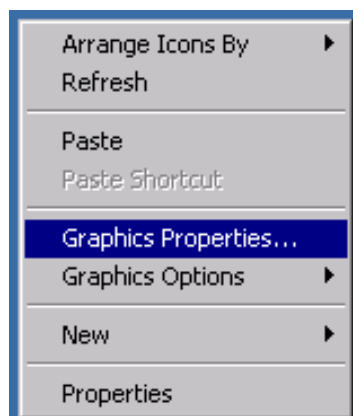 Arrange Icons By
Refresh
Paste
Paste Shortcut
Graphics Properties...
Graphics Options
New
Properties